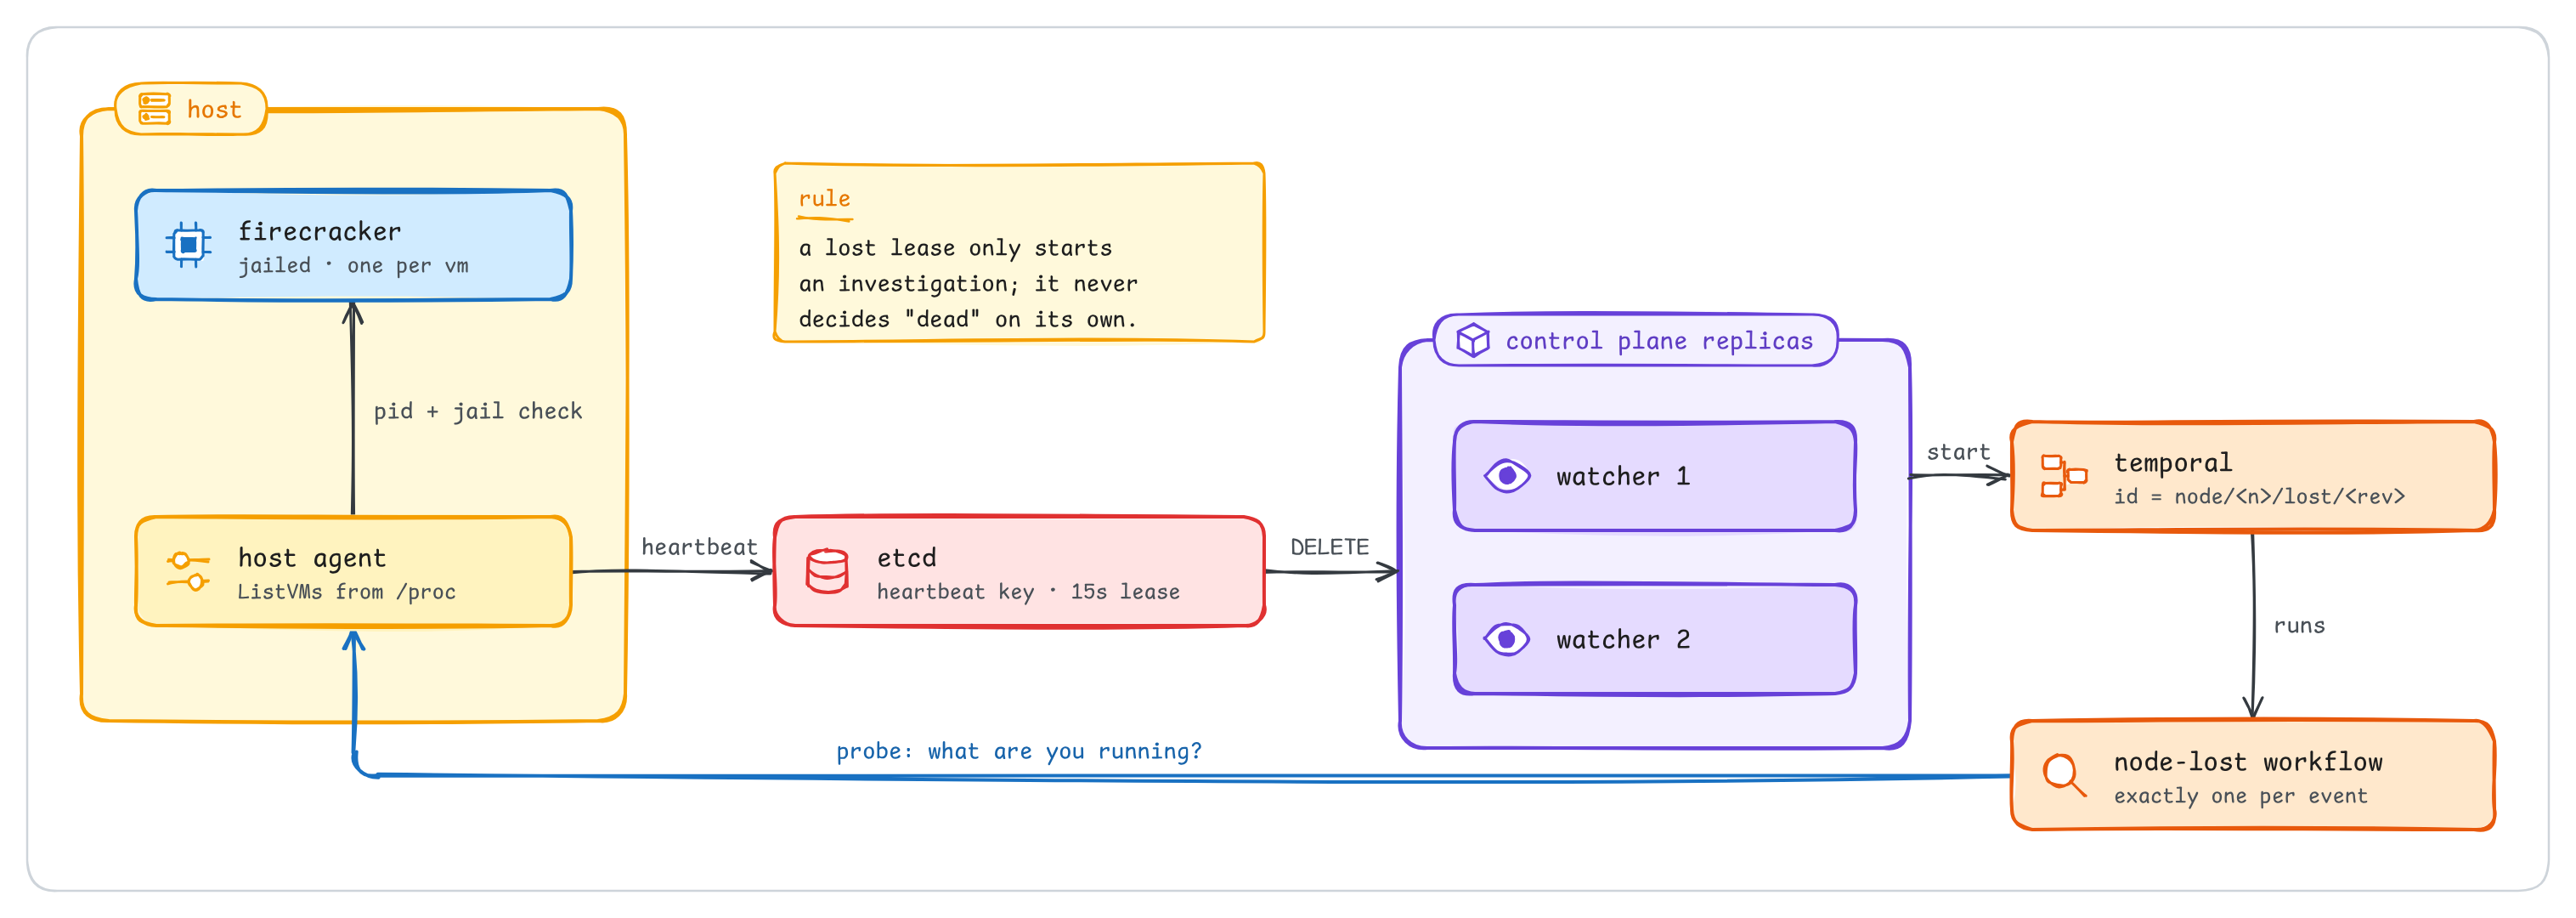 host
firecracker
jailed · one per vm
pid + jail check
host agent
ListVMs from /proc
rule
a lost lease only starts
an investigation; it never
decides "dead" on its own.
heartbeat
etcd
heartbeat key · 15s lease
DELETE
control plane replicas
watcher 1
watcher 2
start
temporal
id = node/<n>/lost/<rev>
runs
node-lost workflow
exactly one per event
probe: what are you running?